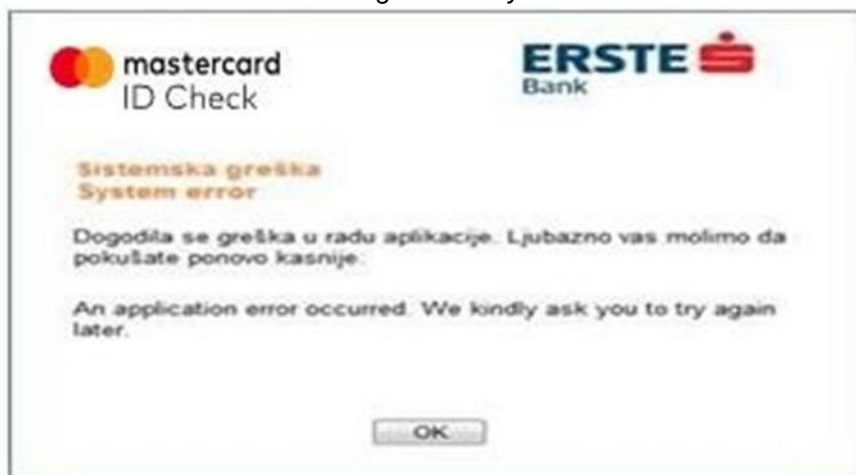 mastercard
ID Check
ERSTE
Bank
Sistemska greška
System error
Dogodila se greška u radu aplikacije. Ljubazno vas molimo da
pokušate ponovo kasnije.
An application error occurred. We kindly ask you to try again
later.
OK